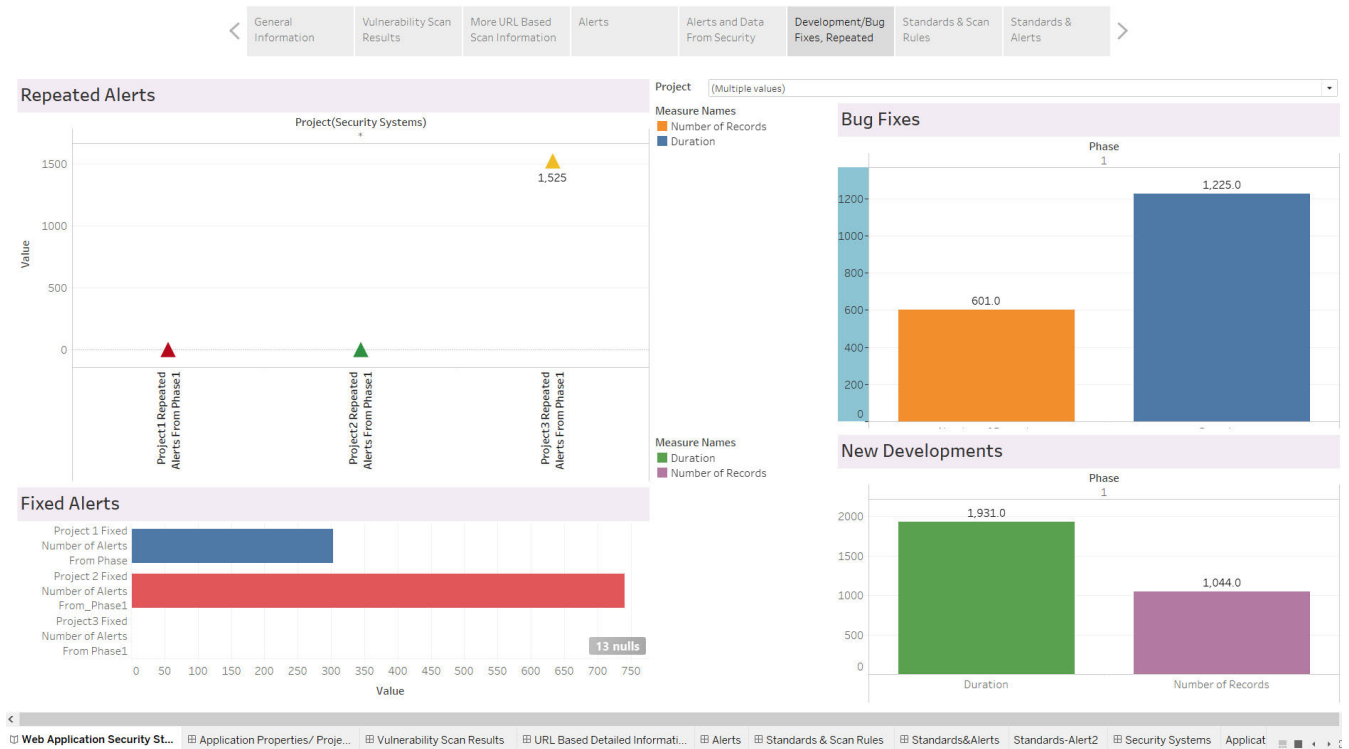 General
Information
Vulnerability Scan
Results
More URL Based
Scan Information
Alerts
Alerts and Data
From Security
Development/Bug
Fixes, Repeated
Standards & Scan
Rules
Standards &
Alerts
Repeated Alerts
Project(Security Systems)
*
Value
1500
1000
500
0
1,525
Project1 Repeated
Alerts From Phase1
Project2 Repeated
Alerts From Phase1
Project3 Repeated
Alerts From Phase1
Fixed Alerts
Project 1 Fixed
Number of Alerts
From Phase
Project 2 Fixed
Number of Alerts
From_Phase1
Project3 Fixed
Number of Alerts
From Phase1
13 nulls
0 50 100 150 200 250 300 350 400 450 500 550 600 650 700 750
Value
Project
(Multiple values)
Measure Names
Number of Records
Duration
Bug Fixes
Phase
1
1200
1000
800
600
400
200
0
601.0
1,225.0
Measure Names
Duration
Number of Records
New Developments
Phase
1
2000
1500
1000
500
0
1,931.0
1,044.0
Duration
Number of Records
Web Application Security St...
Application Properties/ Proje...
Vulnerability Scan Results
URL Based Detailed Informati...
Alerts
Standards & Scan Rules
Standards&Alerts
Standards-Alert2
Security Systems
Applicat